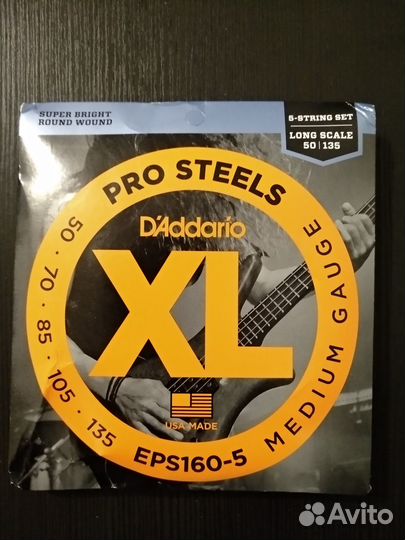 SUPER BRIGHT
ROUND WOUND
5-STRING SET
LONG SCALE
50 | 135
PRO STEELS
D'Addario
XL
USA MADE
50 · 70 · 85 · 105 · 135
EPS160-5
MEDIUM GAUGE
Avito